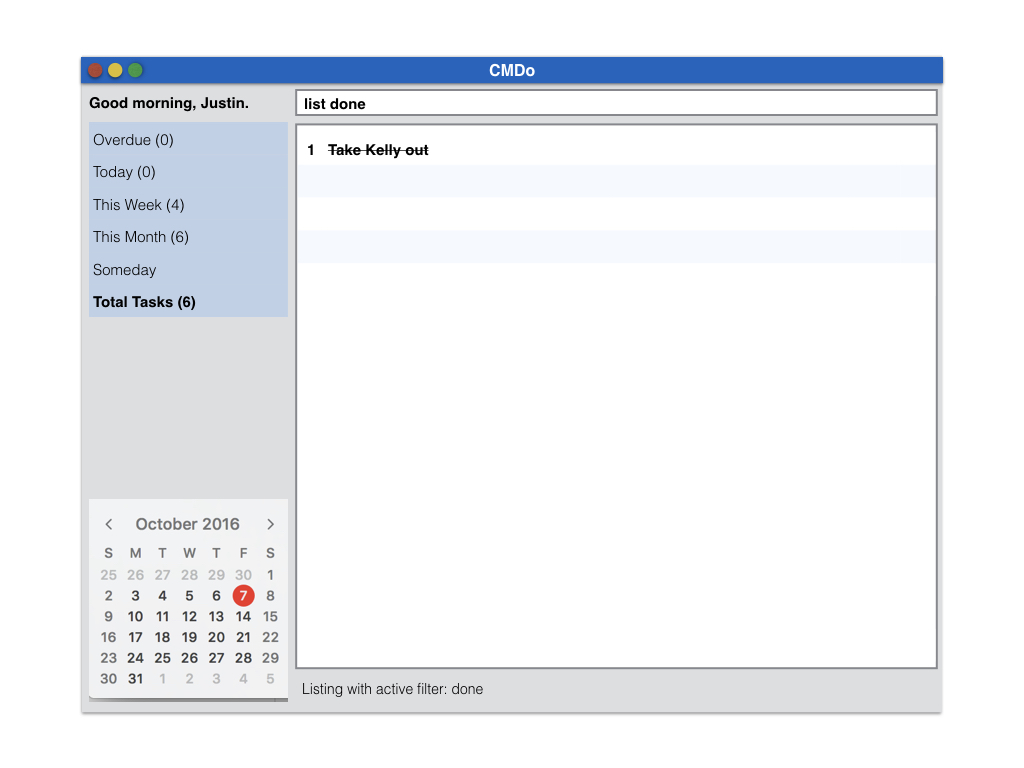 CMDo
Good morning, Justin.
list done
Overdue (0)
Today (0)
This Week (4)
This Month (6)
Someday
Total Tasks (6)
1 Take Kelly out
October 2016
S M T W T F S
25 26 27 28 29 30 1
2 3 4 5 6 7 8
9 10 11 12 13 14 15
16 17 18 19 20 21 22
23 24 25 26 27 28 29
30 31 1 2 3 4 5
Listing with active filter: done